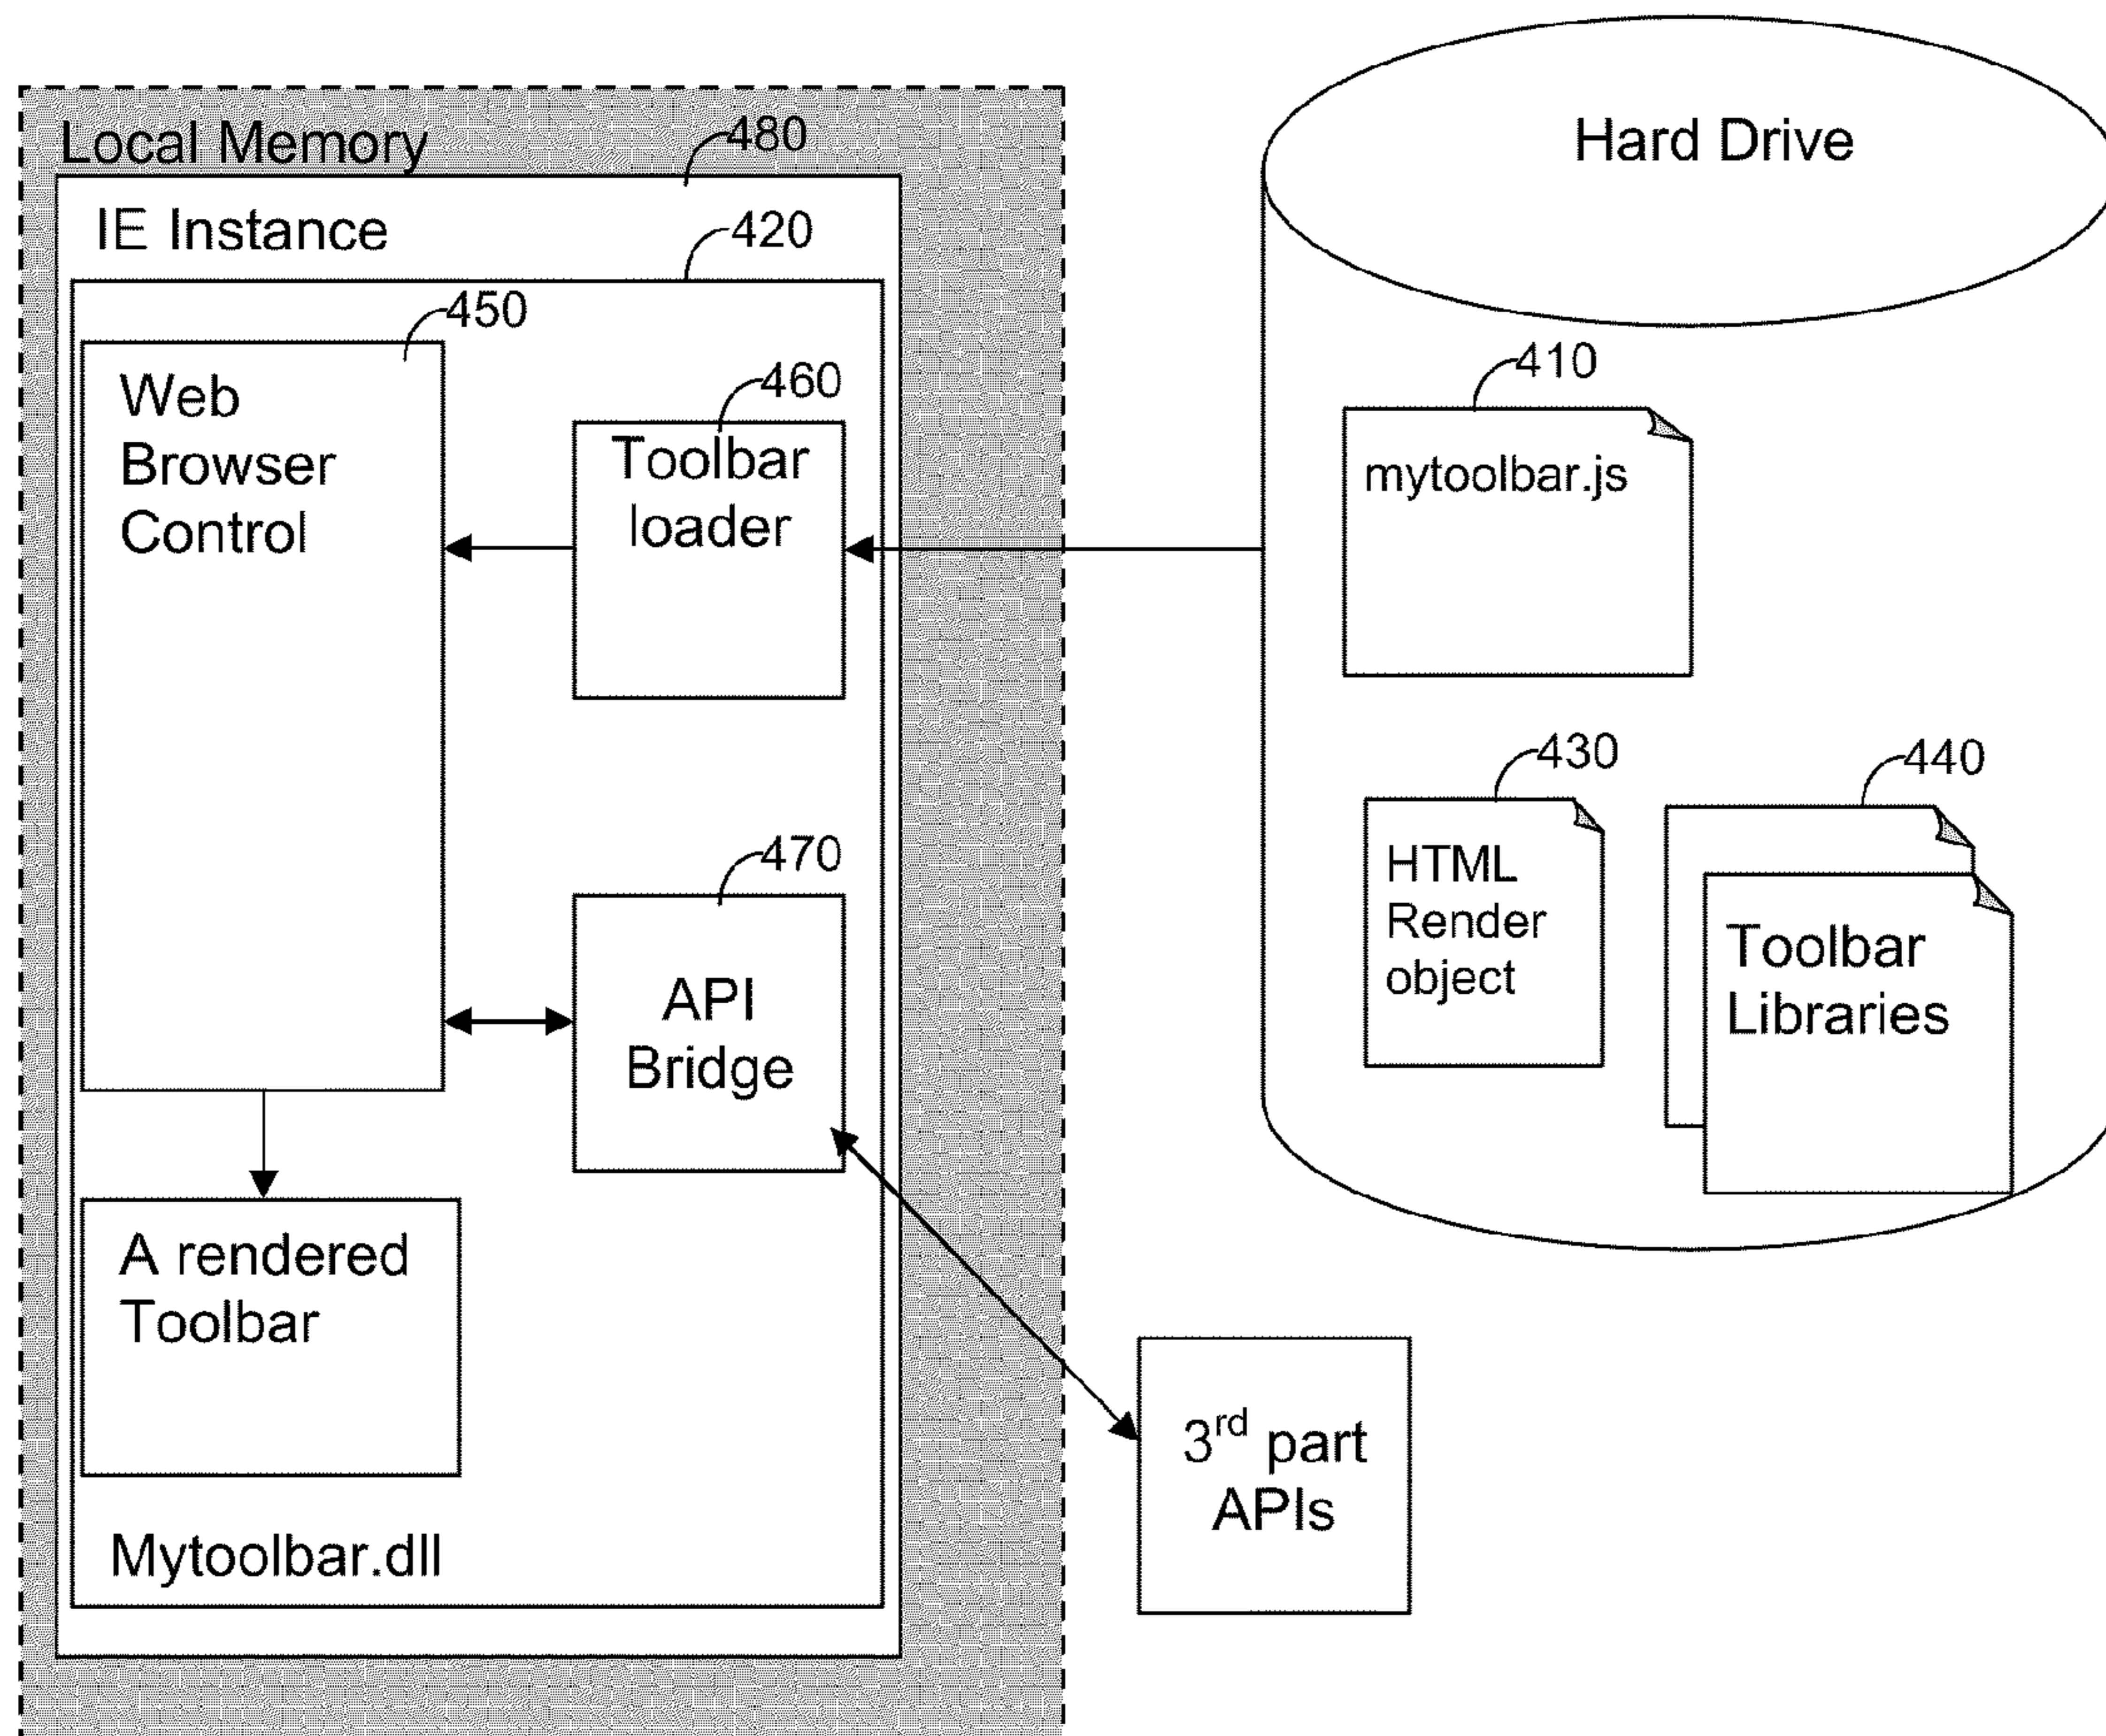 Local Memory
480
IE Instance
420
450
Web
Browser
Control
460
Toolbar
loader
470
API
Bridge
A rendered
Toolbar
Mytoolbar.dll
Hard Drive
410
mytoolbar.js
430
HTML
Render
object
440
Toolbar
Libraries
3rd part
APIs